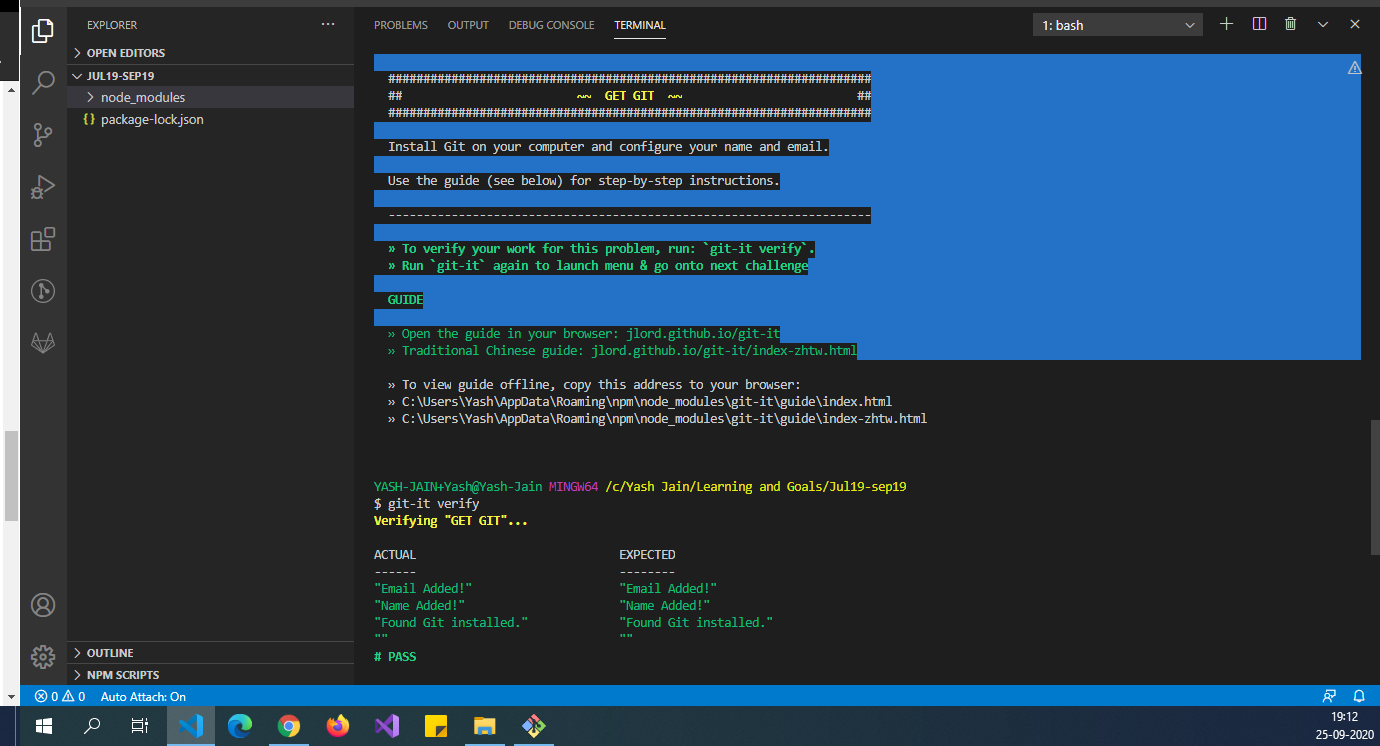 EXPLORER
OPEN EDITORS
JUL19-SEP19
node_modules
{} package-lock.json
OUTLINE
NPM SCRIPTS
PROBLEMS OUTPUT DEBUG CONSOLE TERMINAL
1: bash
#####################################################################
## ~~ GET GIT ~~ ##
#####################################################################
Install Git on your computer and configure your name and email.
Use the guide (see below) for step-by-step instructions.
---------------------------------------------------------------------
» To verify your work for this problem, run: `git-it verify`.
» Run `git-it` again to launch menu & go onto next challenge
GUIDE
» Open the guide in your browser: jlord.github.io/git-it
» Traditional Chinese guide: jlord.github.io/git-it/index-zhtw.html
» To view guide offline, copy this address to your browser:
» C:\Users\Yash\AppData\Roaming\npm\node_modules\git-it\guide\index.html
» C:\Users\Yash\AppData\Roaming\npm\node_modules\git-it\guide\index-zhtw.html
YASH-JAIN+Yash@Yash-Jain MINGW64 /c/Yash Jain/Learning and Goals/Jul19-sep19
$ git-it verify
Verifying "GET GIT"...
ACTUAL EXPECTED
------ --------
"Email Added!" "Email Added!"
"Name Added!" "Name Added!"
"Found Git installed." "Found Git installed."
"" ""
# PASS
0 0 Auto Attach: On
19:12
25-09-2020